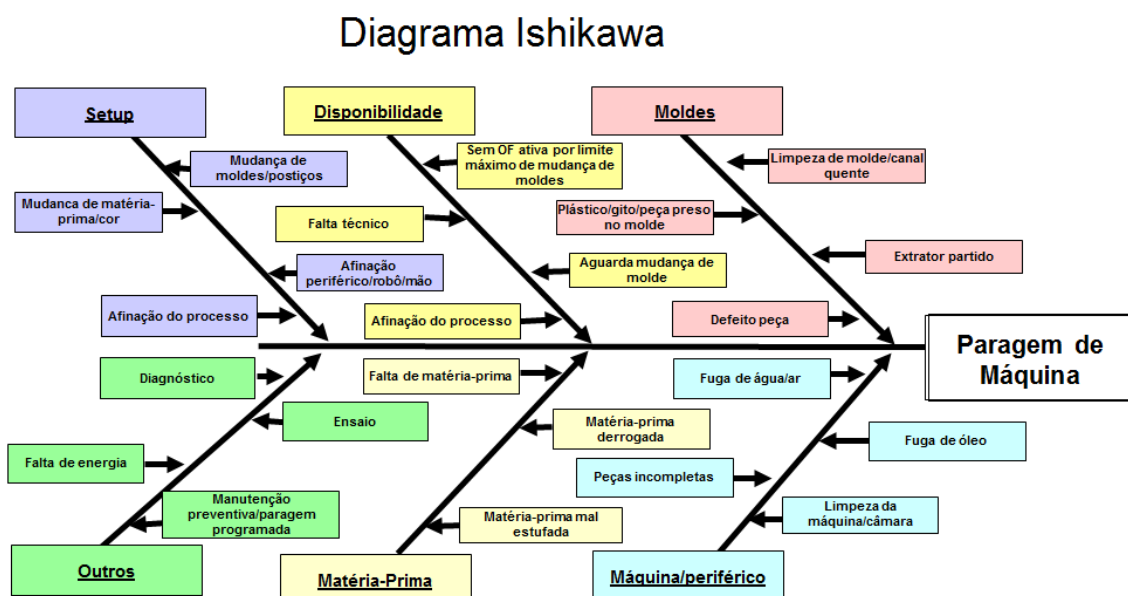 Diagrama Ishikawa
Setup
Disponibilidade
Moldes
Mudança de
moldes/postiços
Mudanca de matéria-
prima/cor
Afinação
periférico/robô/mão
Afinação do processo
Sem OF ativa por limite
máximo de mudança de
moldes
Falta técnico
Aguarda mudança de
molde
Afinação do processo
Limpeza de molde/canal
quente
Plástico/gito/peça preso
no molde
Extrator partido
Defeito peça
Paragem de
Máquina
Diagnóstico
Ensaio
Falta de energia
Manutenção
preventiva/paragem
programada
Outros
Falta de matéria-prima
Matéria-prima
derrogada
Matéria-prima mal
estufada
Matéria-Prima
Fuga de água/ar
Fuga de óleo
Peças incompletas
Limpeza da
máquina/câmara
Máquina/periférico